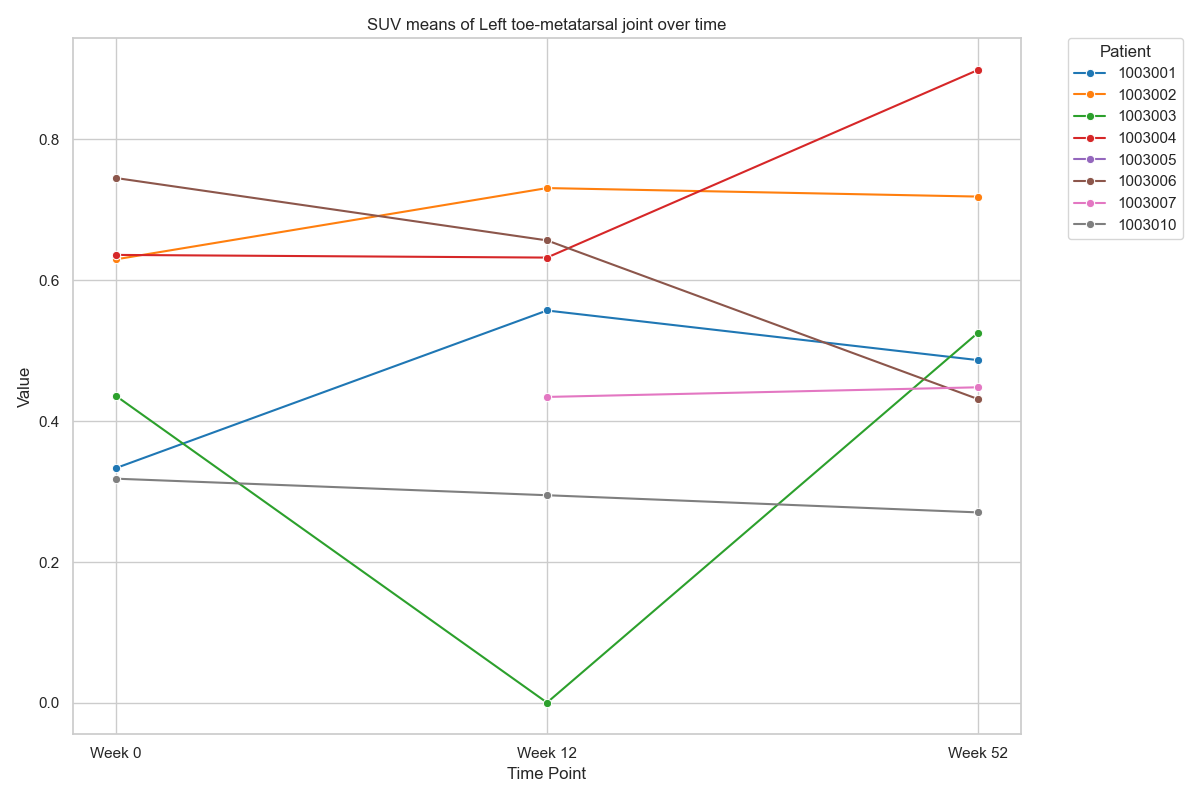 SUV means of Left toe-metatarsal joint over time
Patient
1003001
1003002
1003003
1003004
1003005
1003006
1003007
1003010
Value
0.8
0.6
0.4
0.2
0.0
Week 0
Week 12
Week 52
Time Point